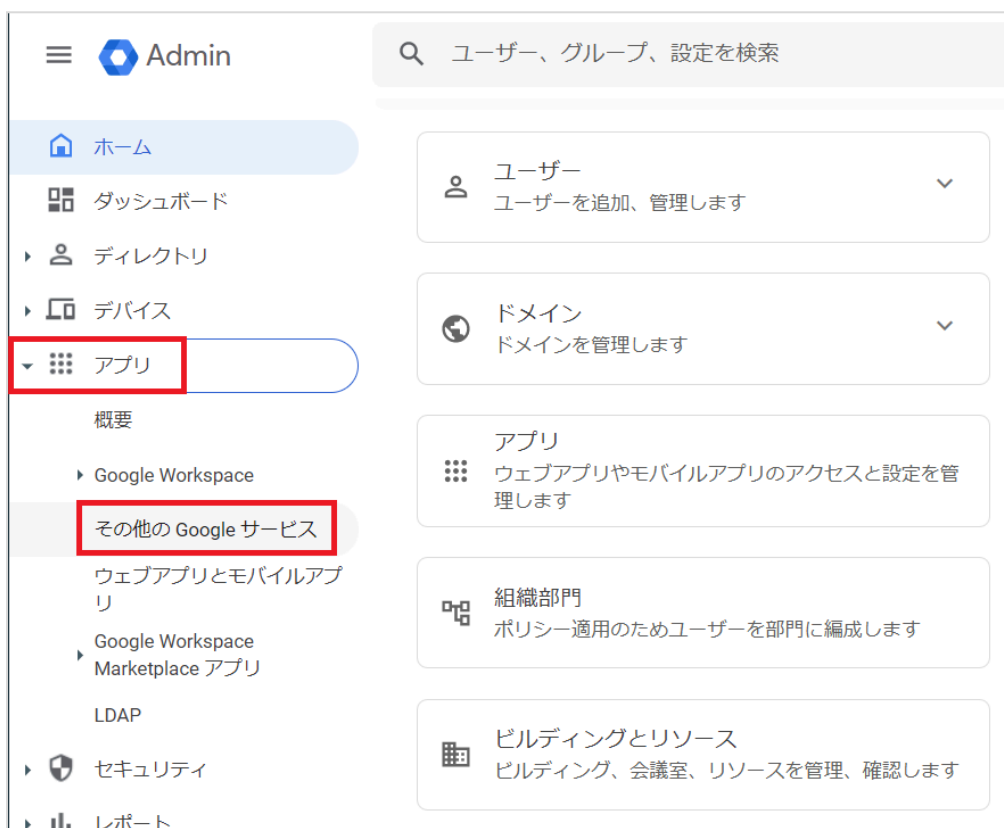 Admin
ユーザー、グループ、設定を検索
ホーム
ダッシュボード
ディレクトリ
デバイス
アプリ
概要
Google Workspace
その他の Google サービス
ウェブアプリとモバイルアプ
リ
Google Workspace
Marketplace アプリ
LDAP
セキュリティ
レポート
ユーザー
ユーザーを追加、管理します
ドメイン
ドメインを管理します
アプリ
ウェブアプリやモバイルアプリのアクセスと設定を管
理します
組織部門
ポリシー適用のためユーザーを部門に編成します
ビルディングとリソース
ビルディング、会議室、リソースを管理、確認します